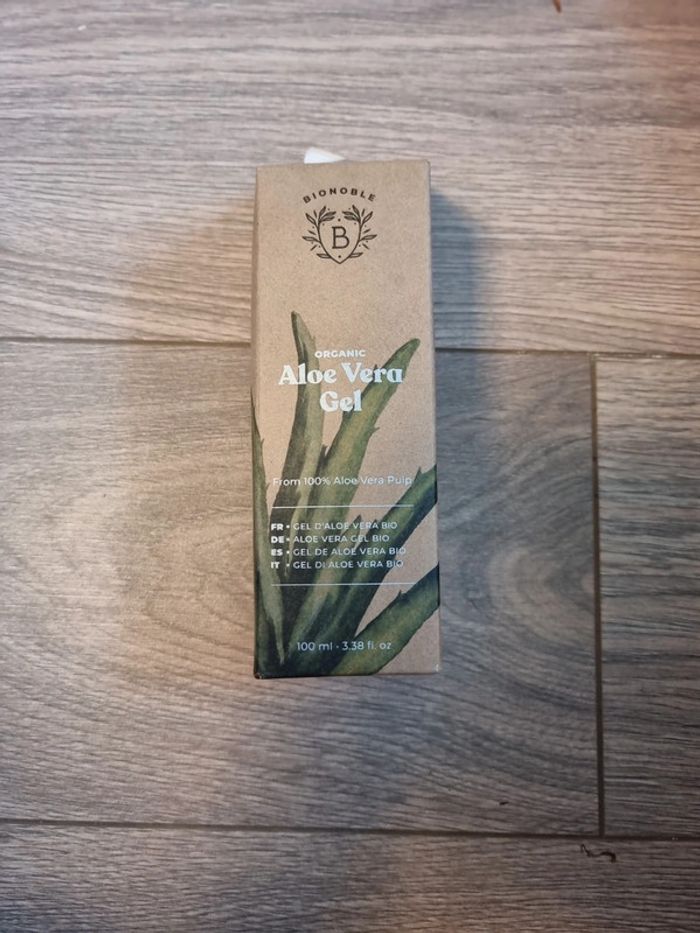 BIONOBLE
B
ORGANIC
Aloe Vera
Gel
From 100% Aloe Vera Pulp
FR • GEL D'ALOE VERA BIO
DE • ALOE VERA GEL BIO
ES • GEL DE ALOE VERA BIO
IT • GEL DI ALOE VERA BIO
100 ml • 3.38 fl. oz